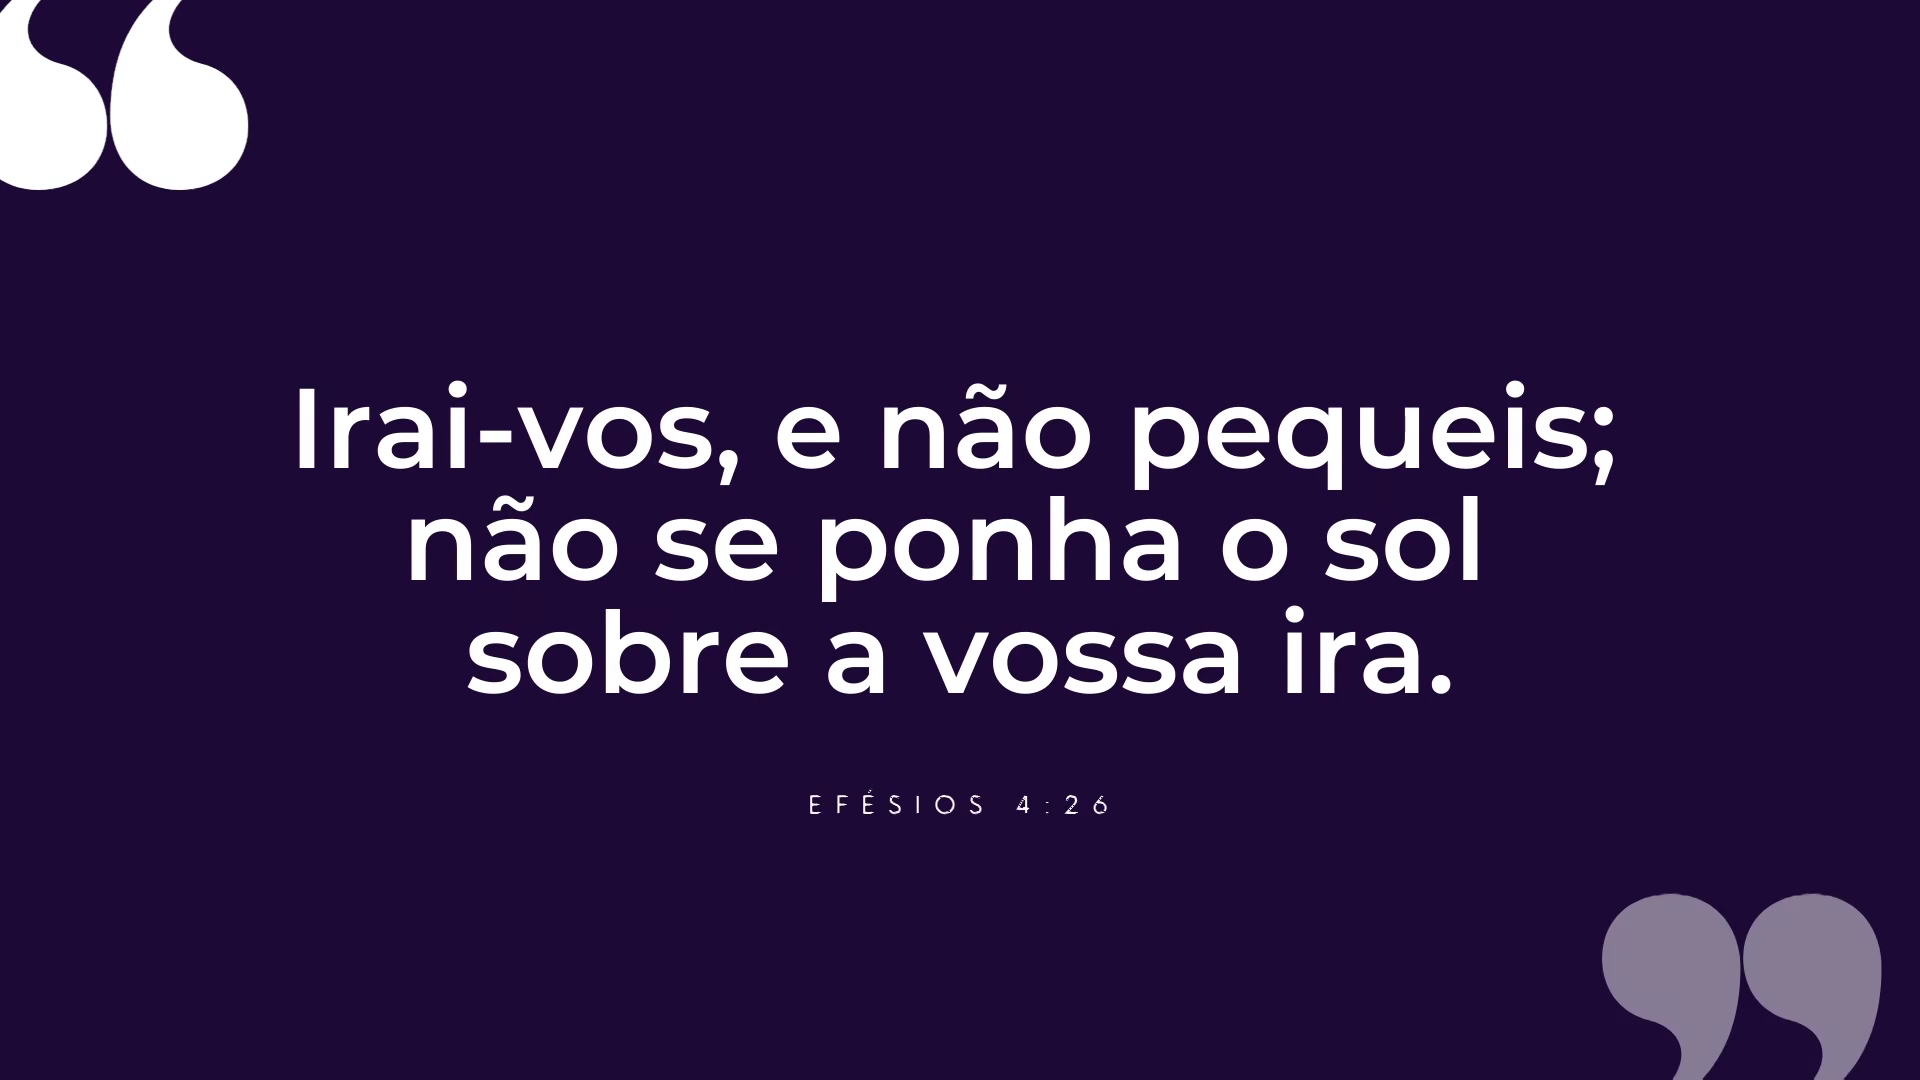 Irai-vos, e não pequeis;
não se ponha o sol
sobre a vossa ira.
EFÉSIOS 4:26